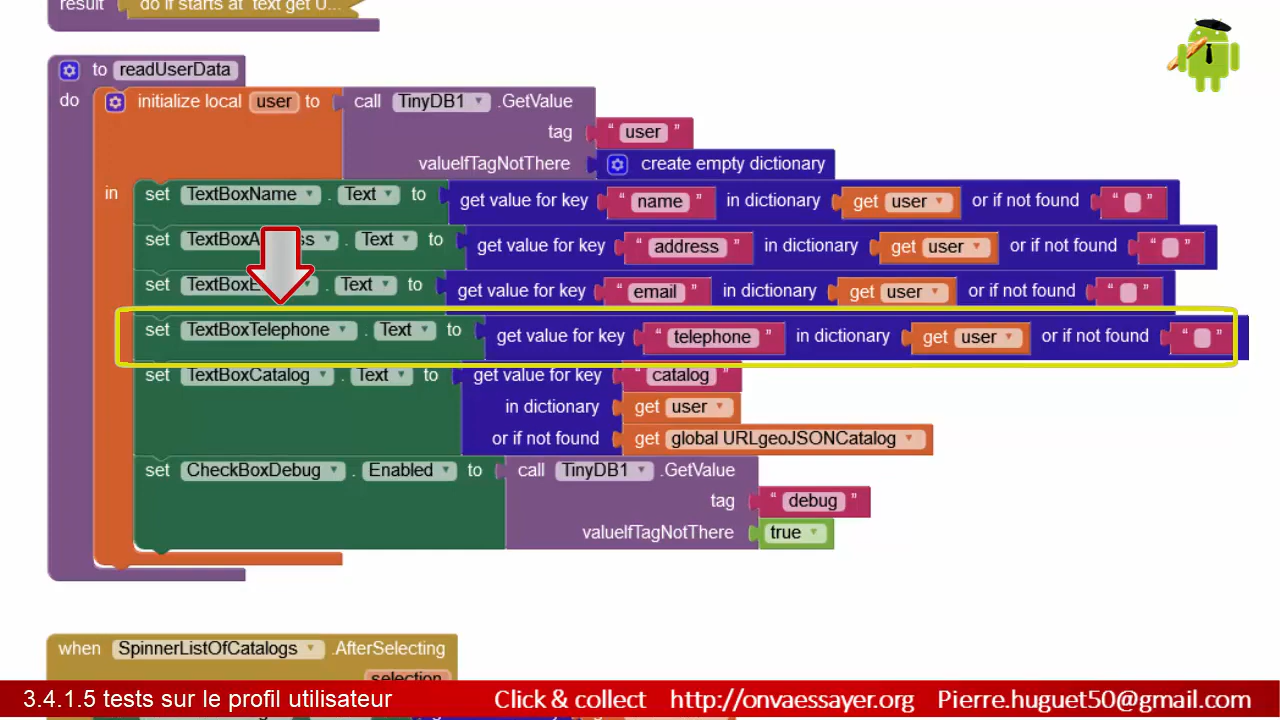 result do if starts at text get U...
to readUserData
do initialize local user to call TinyDB1 .GetValue
tag " user "
valueIfTagNotThere create empty dictionary
in set TextBoxName . Text to get value for key " name " in dictionary get user or if not found " "
set TextBoxA ss . Text to get value for key " address " in dictionary get user or if not found " "
set TextBoxE . Text to get value for key " email " in dictionary get user or if not found " "
set TextBoxTelephone . Text to get value for key " telephone " in dictionary get user or if not found " "
set TextBoxCatalog . Text to get value for key " catalog "
in dictionary get user
or if not found get global URLgeoJSONCatalog
set CheckBoxDebug . Enabled to call TinyDB1 .GetValue
tag " debug "
valueIfTagNotThere true
when SpinnerListOfCatalogs .AfterSelecting
selection
3.4.1.5 tests sur le profil utilisateur Click & collect http://onvaessayer.org Pierre.huguet50@gmail.com